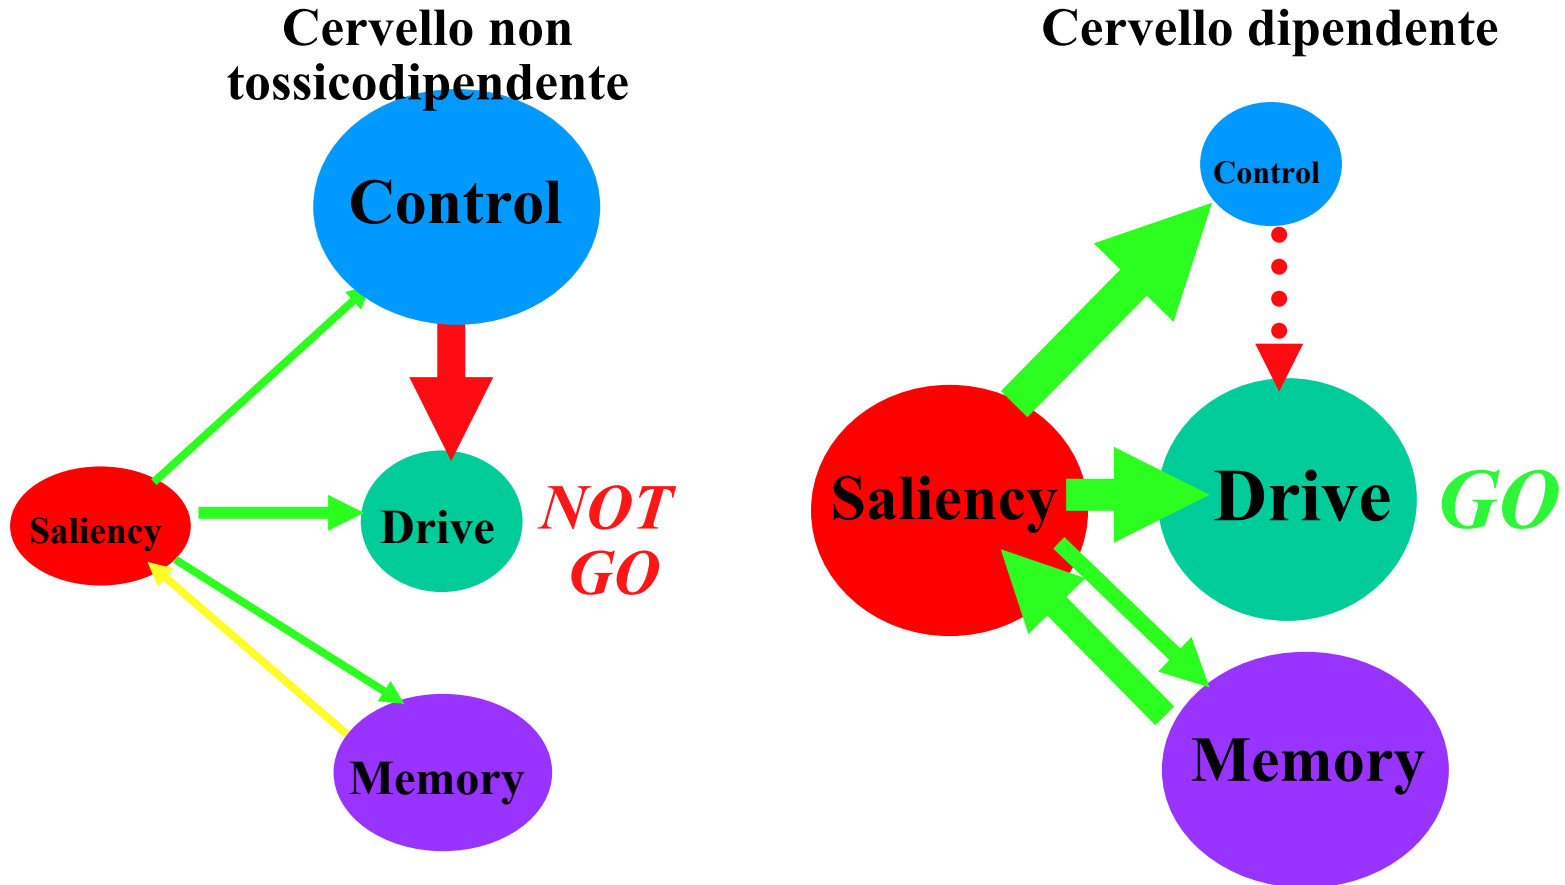 Cervello non
tossicodipendente
Control
Saliency
Drive
NOT
GO
Memory
Cervello dipendente
Control
Saliency
Drive
GO
Memory